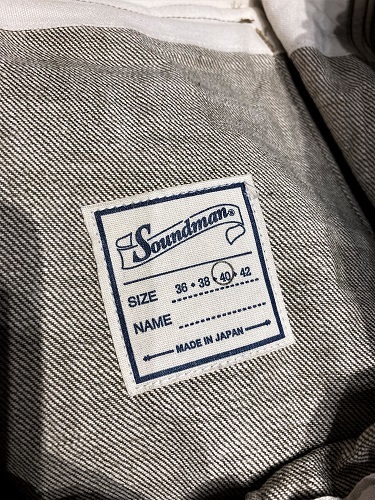 Soundman®
SIZE 36 • 38 • 40 • 42
NAME
MADE IN JAPAN